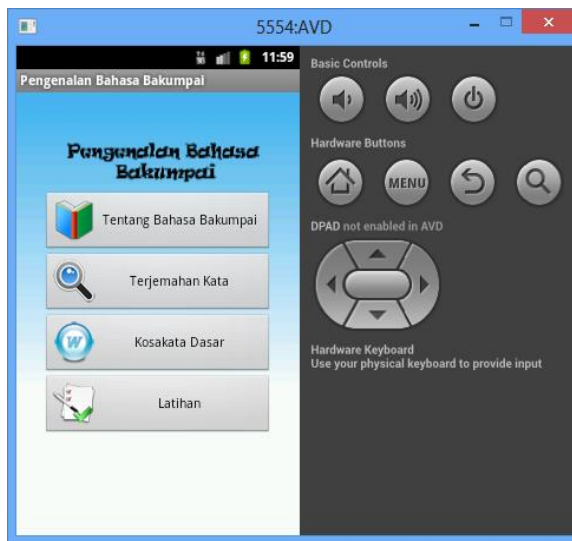 5554:AVD
11:59
Pengenalan Bahasa Bakumpai
Pengenalan Bahasa
Bakumpai
Tentang Bahasa Bakumpai
Terjemahan Kata
W
Kosakata Dasar
Latihan
Basic Controls
Hardware Buttons
MENU
DPAD not enabled in AVD
Hardware Keyboard
Use your physical keyboard to provide input